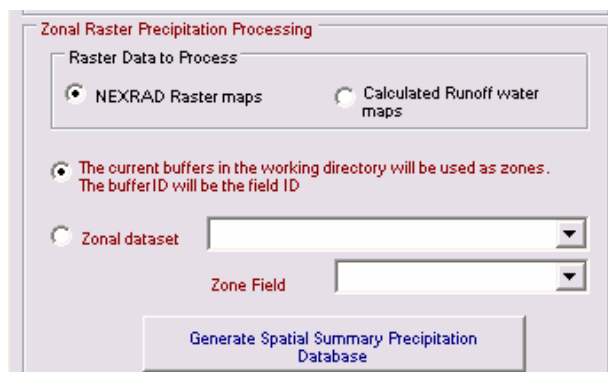 Zonal Raster Precipitation Processing
Raster Data to Process
NEXRAD Raster maps
Calculated Runoff water
maps
The current buffers in the working directory will be used as zones.
The bufferID will be the field ID
Zonal dataset
Zone Field
Generate Spatial Summary Precipitation
Database